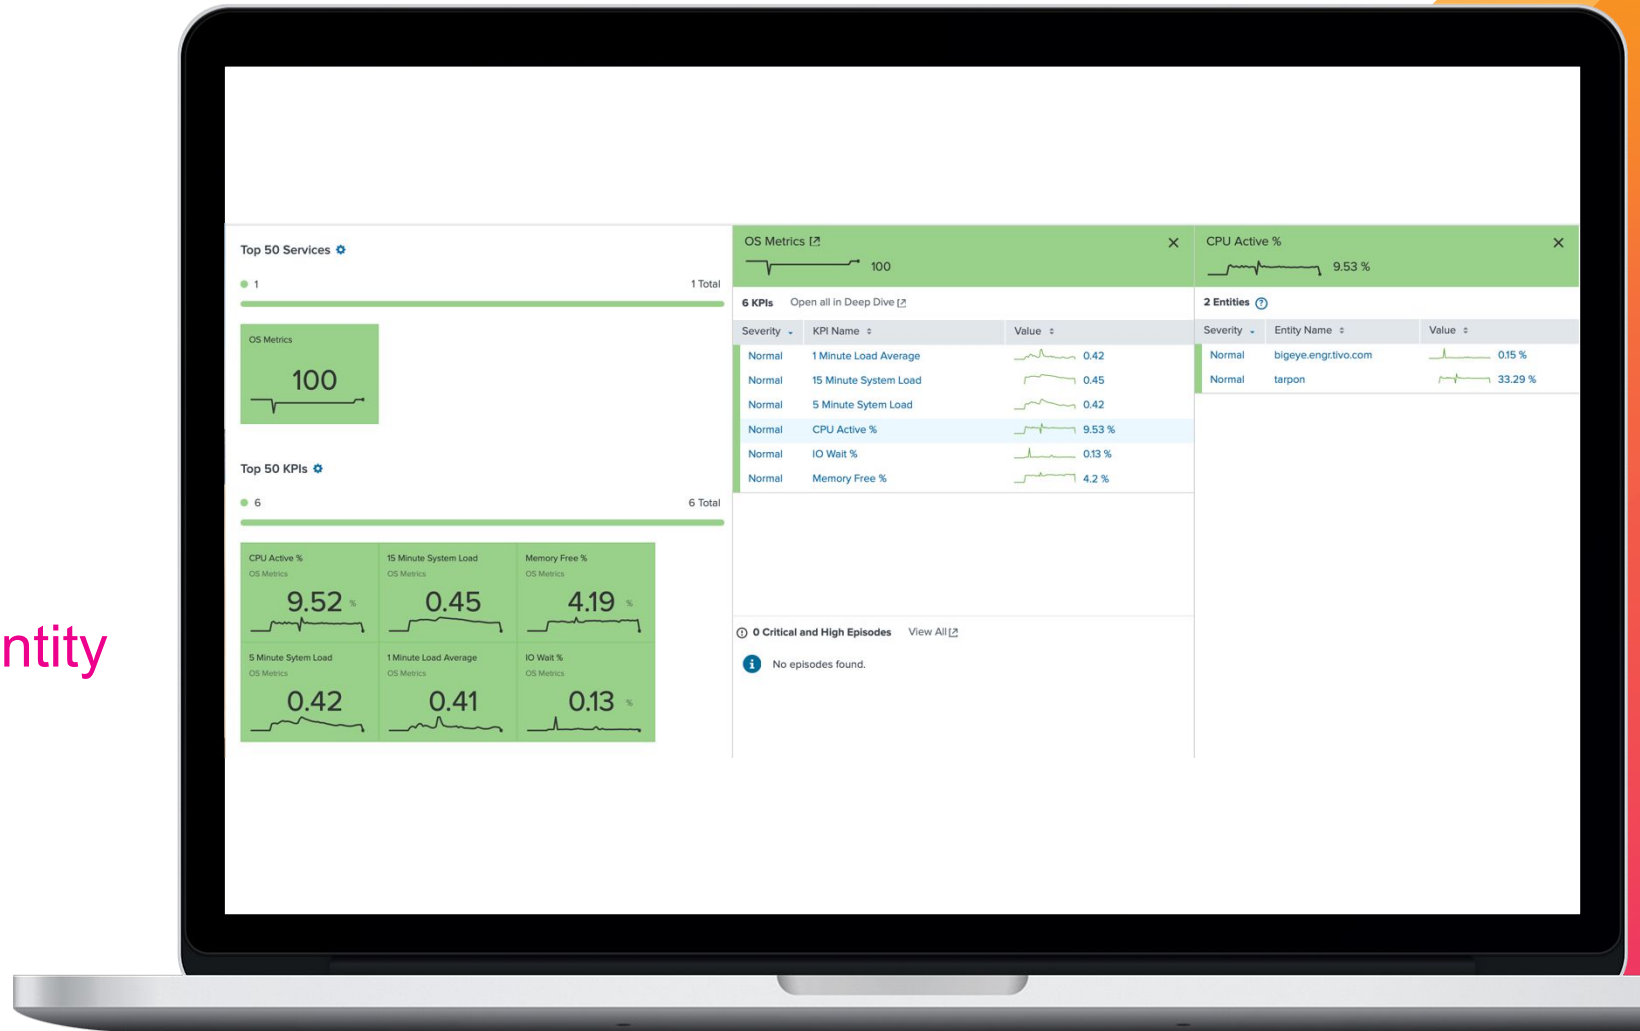 ntity
Top 50 Services
1 1 Total
OS Metrics
100
Top 50 KPIs
6 6 Total
CPU Active % 15 Minute System Load Memory Free %
OS Metrics OS Metrics OS Metrics
9.52 % 0.45 4.19 %
5 Minute Sytem Load 1 Minute Load Average IO Wait %
OS Metrics OS Metrics OS Metrics
0.42 0.41 0.13 %
OS Metrics
100
6 KPIs Open all in Deep Dive
Severity KPI Name Value
Normal 1 Minute Load Average 0.42
Normal 15 Minute System Load 0.45
Normal 5 Minute Sytem Load 0.42
Normal CPU Active % 9.53 %
Normal IO Wait % 0.13 %
Normal Memory Free % 4.2 %
0 Critical and High Episodes View All
No episodes found.
CPU Active %
9.53 %
2 Entities
Severity Entity Name Value
Normal bigeye.engr.tivo.com 0.15 %
Normal tarpon 33.29 %